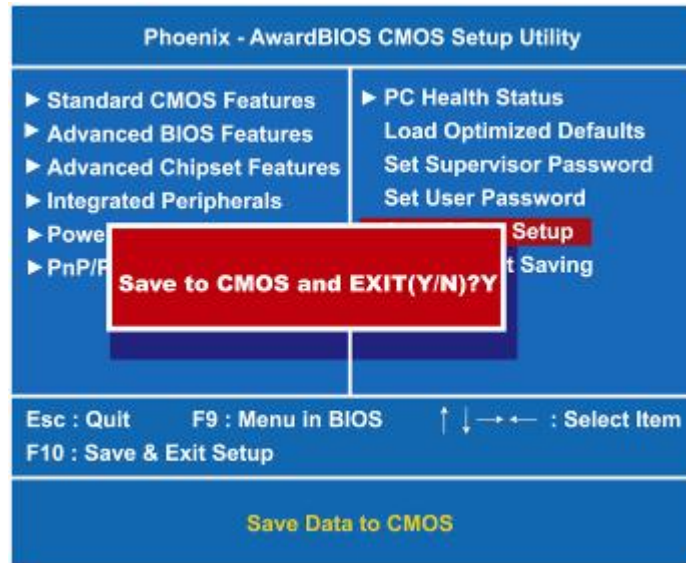 Phoenix - AwardBIOS CMOS Setup Utility
► Standard CMOS Features
► Advanced BIOS Features
► Advanced Chipset Features
► Integrated Peripherals
► Powe
► PnP/P
► PC Health Status
Load Optimized Defaults
Set Supervisor Password
Set User Password
Setup
t Saving
Save to CMOS and EXIT(Y/N)?Y
Esc : Quit F9 : Menu in BIOS ↑ ↓ → ← : Select Item
F10 : Save & Exit Setup
Save Data to CMOS